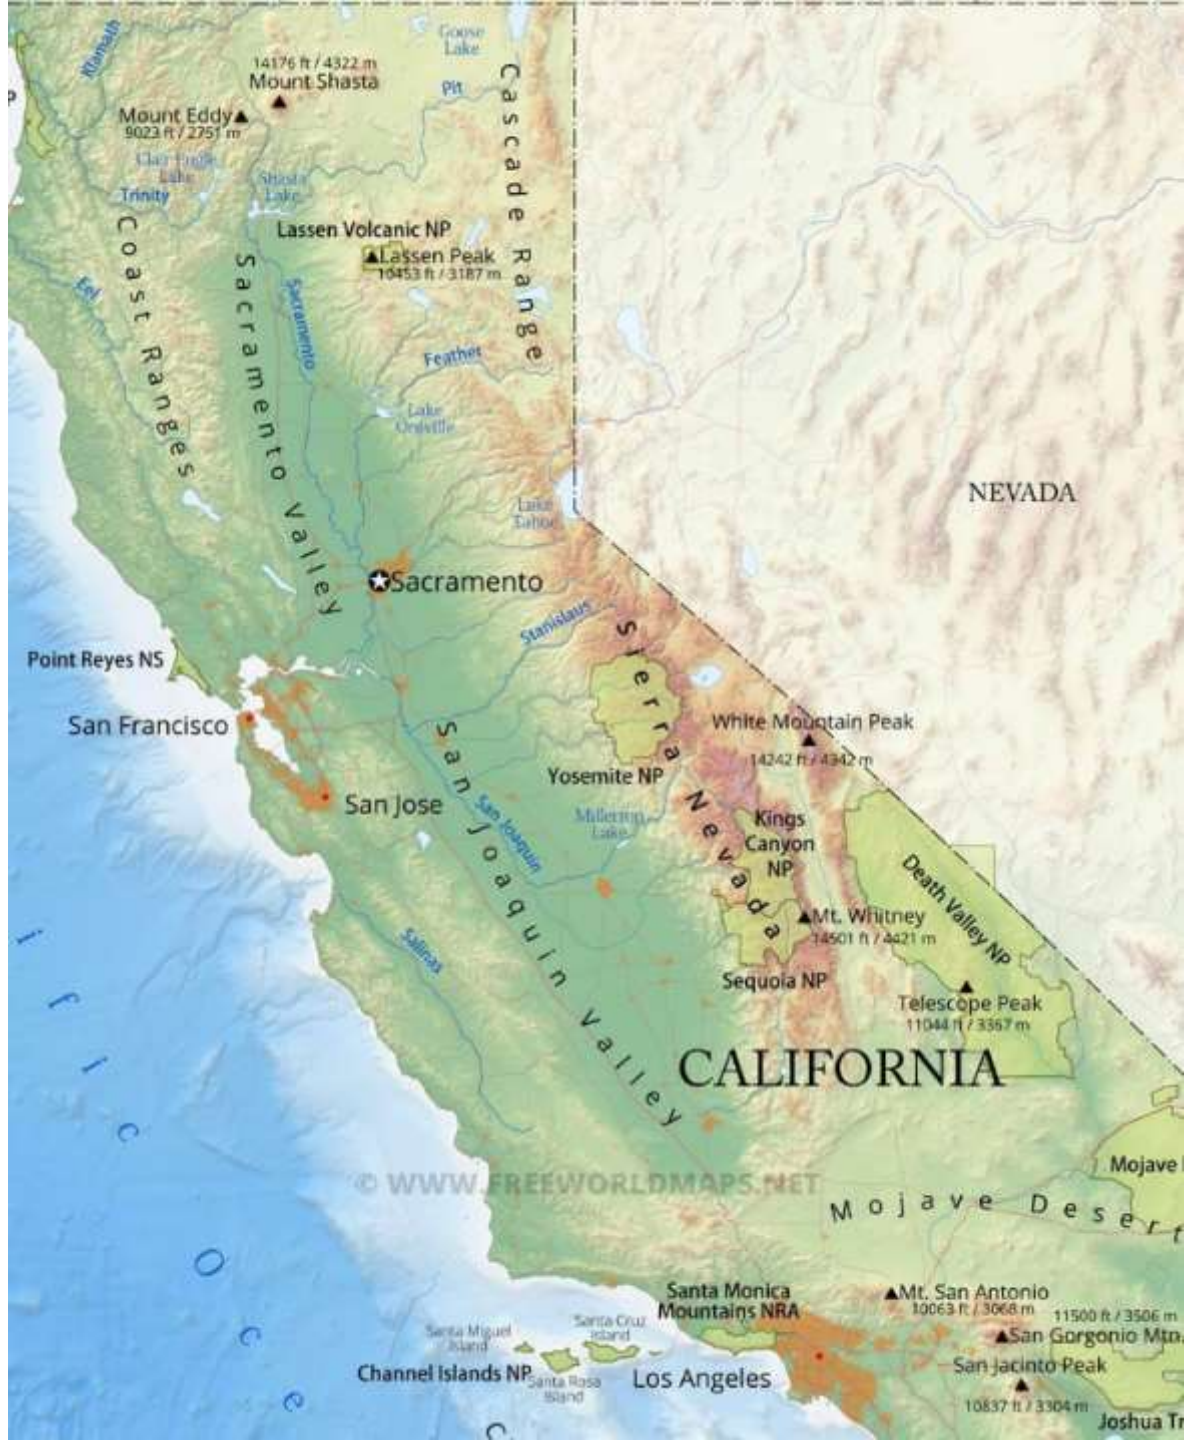 Klamath
Goose
Lake
14176 ft / 4322 m
Mount Shasta
Pit
Mount Eddy
9023 ft / 2751 m
Cascade Range
Clair Engle
Lake
Trinity
Shasta
Lake
Lassen Volcanic NP
Lassen Peak
10453 ft / 3187 m
Coast Ranges
Sacramento Valley
Eel
Sacramento
Feather
Lake
Oroville
NEVADA
Lake
Tahoe
Sacramento
Stanislaus
Sierra Nevada
Point Reyes NS
San Francisco
White Mountain Peak
14242 ft / 4342 m
Yosemite NP
San Jose
San Joaquin Valley
San Joaquin
Millerton
Lake
Kings
Canyon
NP
Death Valley NP
Mt. Whitney
14501 ft / 4421 m
Salinas
Sequoia NP
Telescope Peak
11044 ft / 3367 m
CALIFORNIA
ific Oce
Mojave
© WWW.FREEWORLDMAPS.NET
Mojave Desert
Santa Monica
Mountains NRA
Mt. San Antonio
10063 ft / 3068 m
11500 ft / 3506 m
San Gorgonio Mtn.
Santa Miguel
Island
Santa Cruz
Island
Channel Islands NP
Santa Rosa
Island
Los Angeles
San Jacinto Peak
10837 ft / 3304 m
Joshua Tr
C